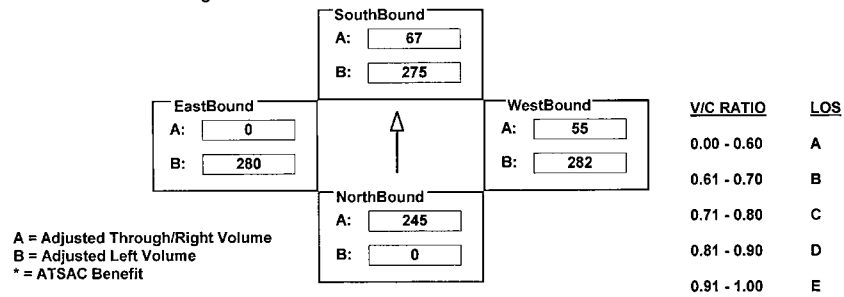 SouthBound
A: 67
B: 275
EastBound
A: 0
B: 280
WestBound
A: 55
B: 282
NorthBound
A: 245
B: 0
A = Adjusted Through/Right Volume
B = Adjusted Left Volume
* = ATSAC Benefit
V/C RATIO LOS
0.00 - 0.60 A
0.61 - 0.70 B
0.71 - 0.80 C
0.81 - 0.90 D
0.91 - 1.00 E